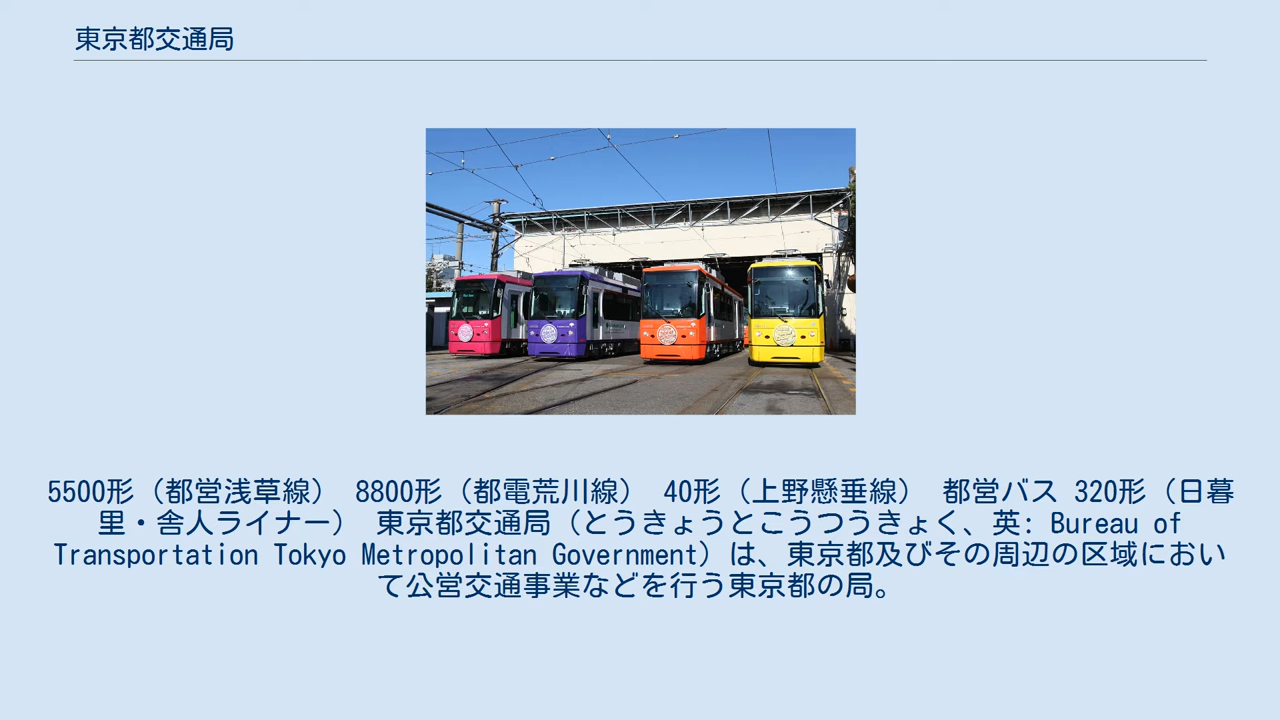 東京都交通局
5500形（都営浅草線） 8800形（都電荒川線） 40形（上野懸垂線） 都営バス 320形（日暮
里・舎人ライナー） 東京都交通局（とうきょうとこうつうきょく、英: Bureau of
Transportation Tokyo Metropolitan Government）は、東京都及びその周辺の区域におい
て公営交通事業などを行う東京都の局。